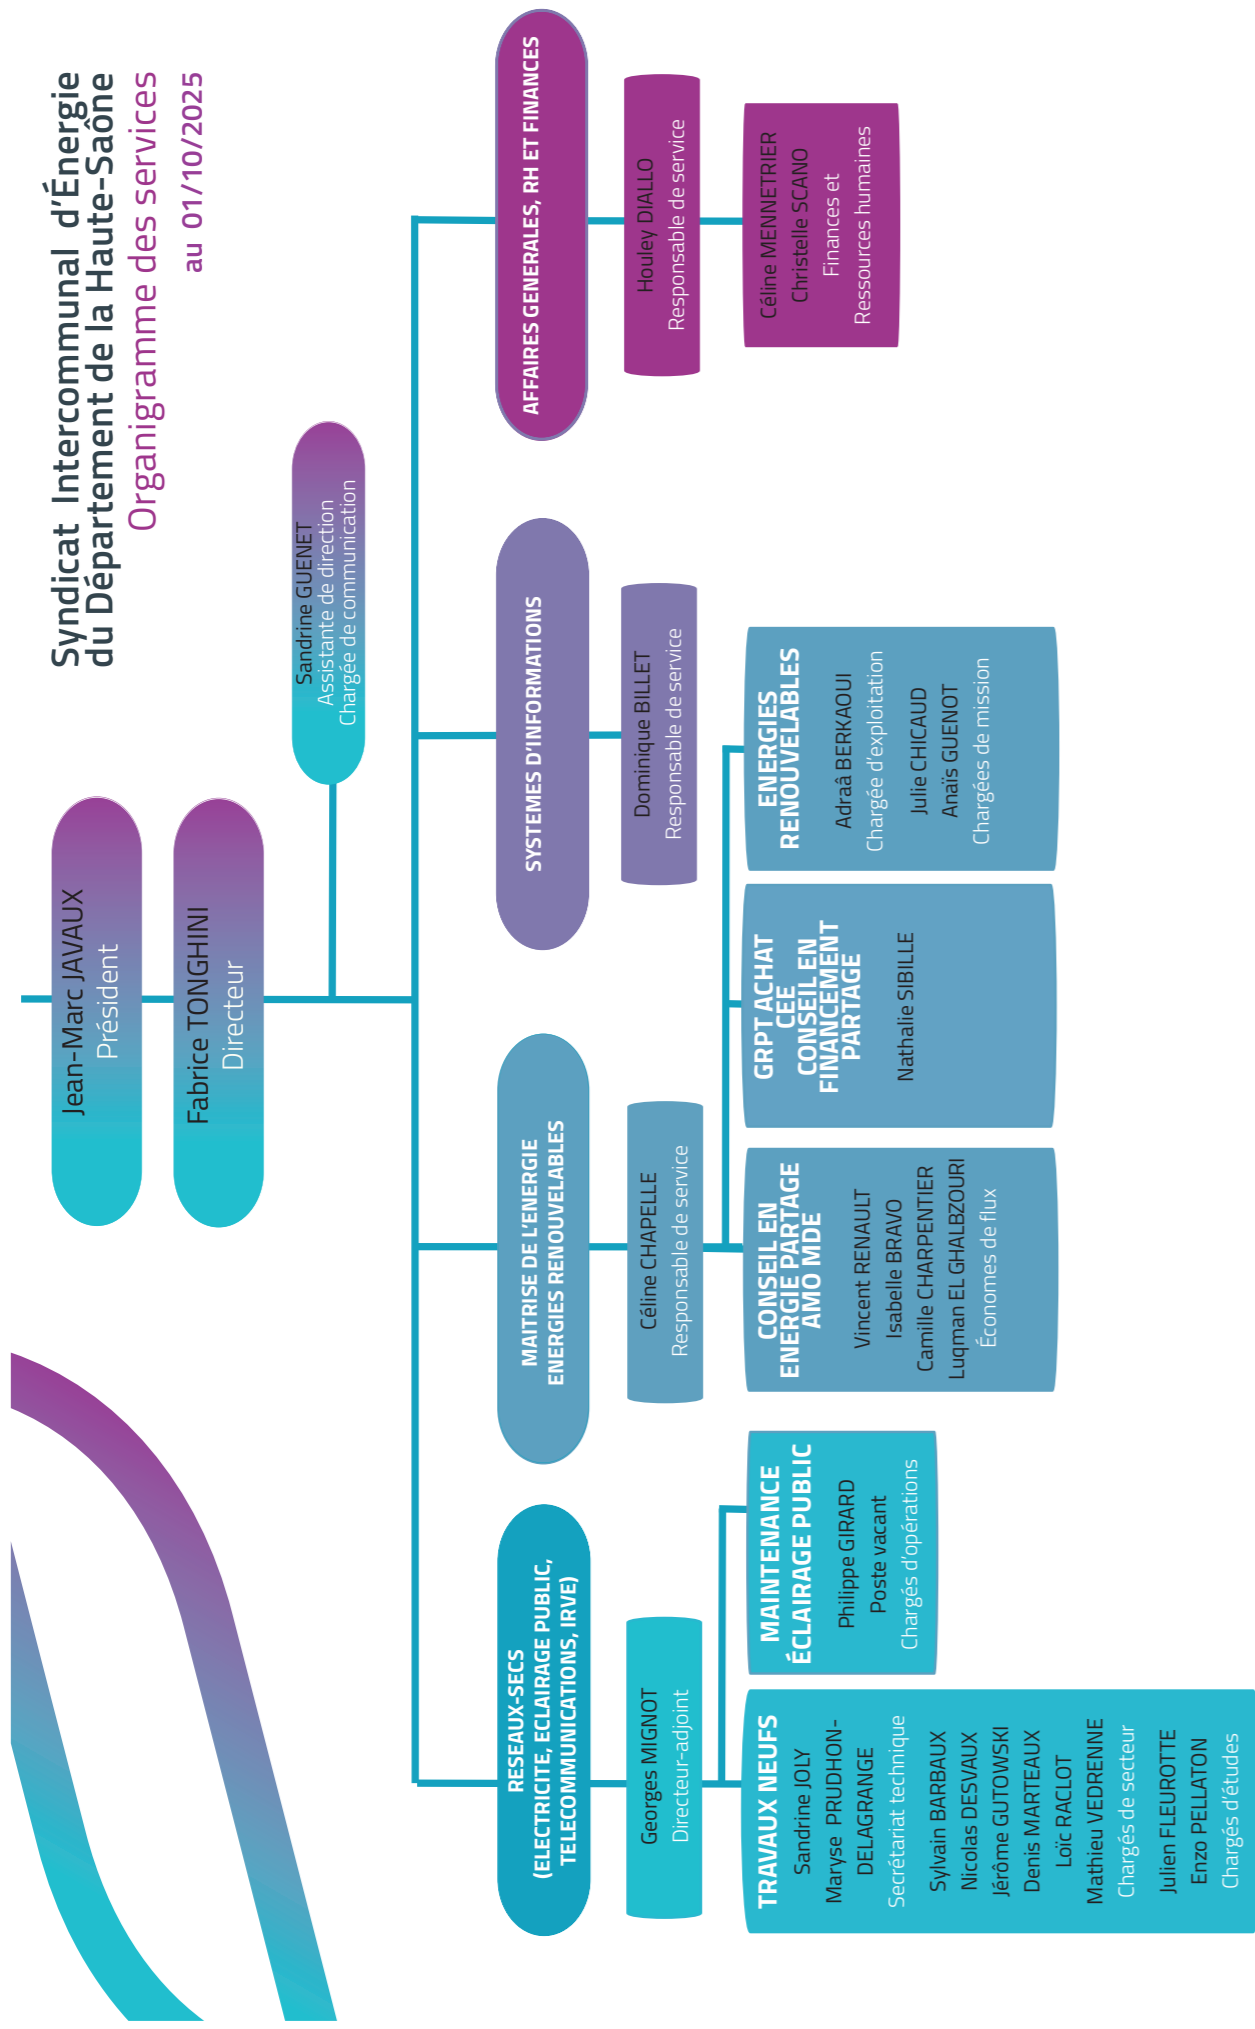 Syndicat Intercommunal d'Énergie
du Département de la Haute-Saône
Organigramme des services
au 01/10/2025
Jean-Marc JAVAUX
Président
Fabrice TONGHINI
Directeur
Sandrine GUENET
Assistante de direction
Chargée de communication
RESEAUX-SECS
(ELECTRICITE, ECLAIRAGE PUBLIC,
TELECOMMUNICATIONS, IRVE)
Georges MIGNOT
Directeur-adjoint
TRAVAUX NEUFS
Sandrine JOLY
Maryse PRUDHON-
DELAGRANGE
Secrétariat technique
Sylvain BARBAUX
Nicolas DESVAUX
Jérôme GUTOWSKI
Denis MARTEAUX
Loïc RACLOT
Mathieu VEDRENNE
Chargés de secteur
Julien FLEUROTTE
Enzo PELLATON
Chargés d'études
MAINTENANCE
ÉCLAIRAGE PUBLIC
Philippe GIRARD
Poste vacant
Chargés d'opérations
MAITRISE DE L'ENERGIE
ENERGIES RENOUVELABLES
Céline CHAPELLE
Responsable de service
CONSEIL EN
ENERGIE PARTAGE
AMO MDE
Vincent RENAULT
Isabelle BRAVO
Camille CHARPENTIER
Luqman EL GHALBZOURI
Économes de flux
GRPT ACHAT
CEE
CONSEIL EN
FINANCEMENT
PARTAGE
Nathalie SIBILLE
ENERGIES
RENOUVELABLES
Adraâ BERKAOUI
Chargée d'exploitation
Julie CHICAUD
Anaïs GUENOT
Chargées de mission
SYSTEMES D'INFORMATIONS
Dominique BILLET
Responsable de service
AFFAIRES GENERALES, RH ET FINANCES
Houley DIALLO
Responsable de service
Céline MENNETRIER
Christelle SCANO
Finances et
Ressources humaines